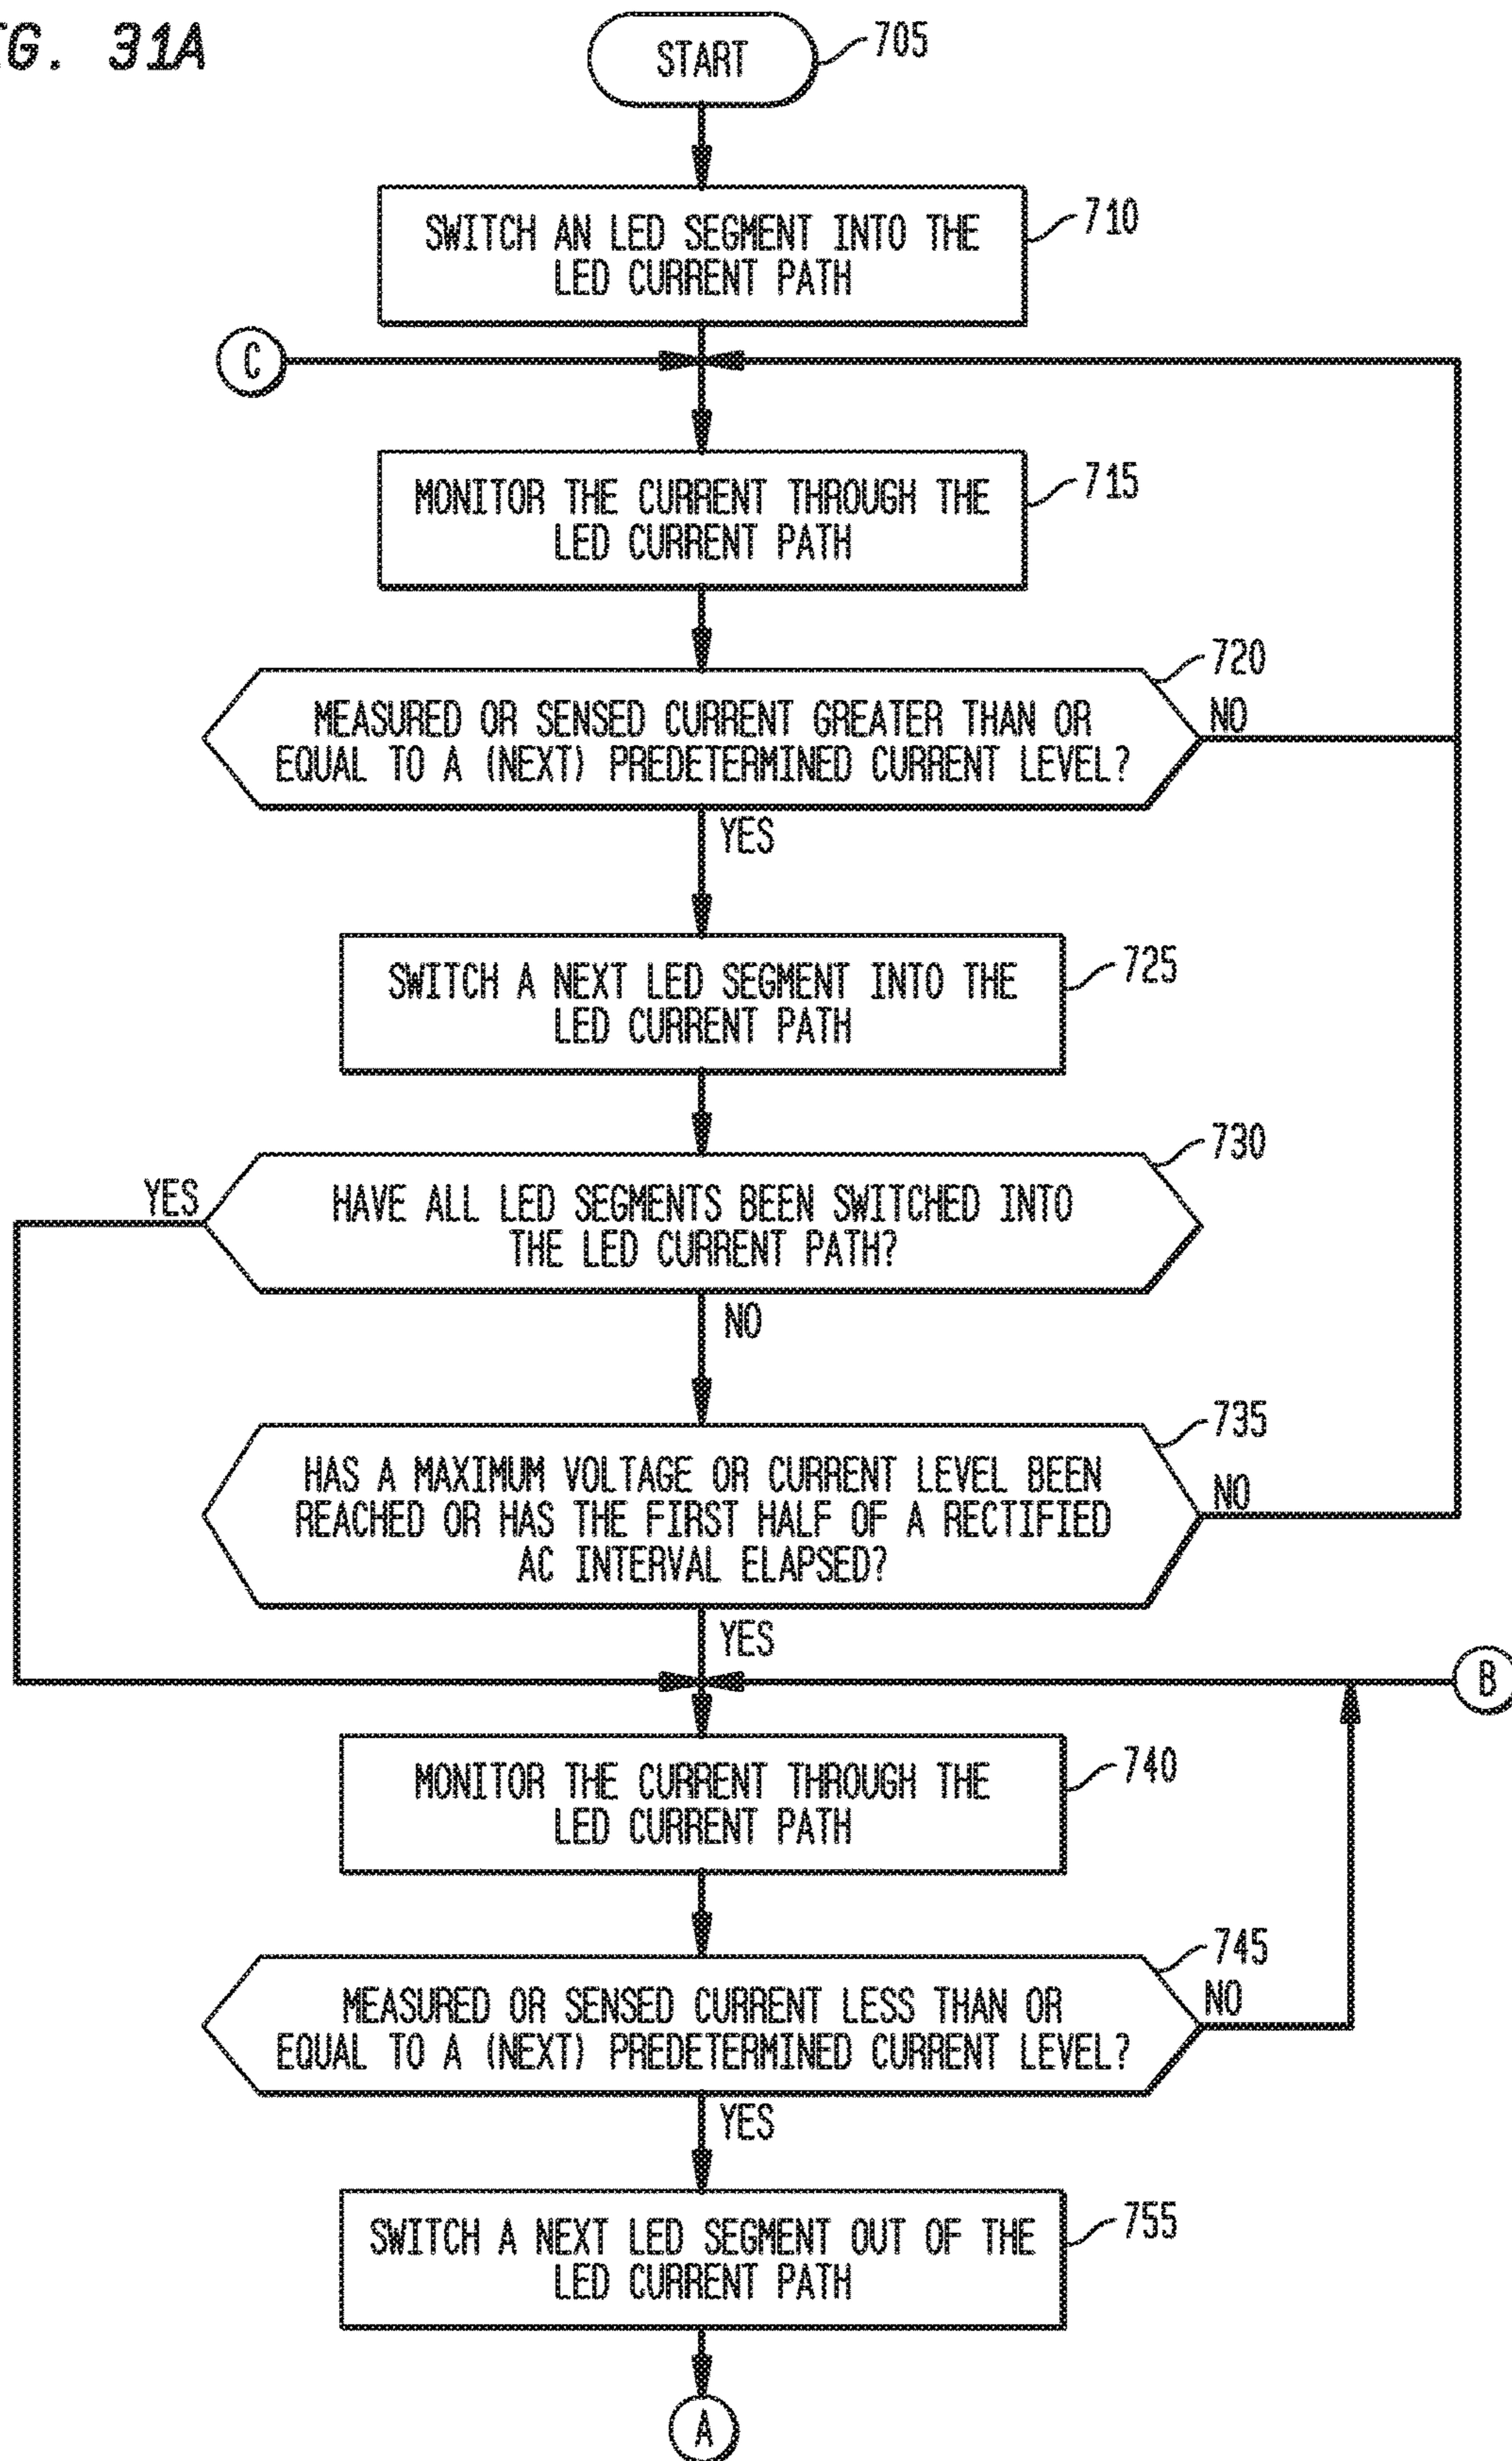 IG. 31A
START
705
SWITCH AN LED SEGMENT INTO THE
LED CURRENT PATH
710
C
MONITOR THE CURRENT THROUGH THE
LED CURRENT PATH
715
720
MEASURED OR SENSED CURRENT GREATER THAN OR
EQUAL TO A (NEXT) PREDETERMINED CURRENT LEVEL?
NO
YES
SWITCH A NEXT LED SEGMENT INTO THE
LED CURRENT PATH
725
730
YES
HAVE ALL LED SEGMENTS BEEN SWITCHED INTO
THE LED CURRENT PATH?
NO
735
HAS A MAXIMUM VOLTAGE OR CURRENT LEVEL BEEN
REACHED OR HAS THE FIRST HALF OF A RECTIFIED
AC INTERVAL ELAPSED?
NO
YES
B
MONITOR THE CURRENT THROUGH THE
LED CURRENT PATH
740
745
MEASURED OR SENSED CURRENT LESS THAN OR
EQUAL TO A (NEXT) PREDETERMINED CURRENT LEVEL?
NO
YES
SWITCH A NEXT LED SEGMENT OUT OF THE
LED CURRENT PATH
755
A